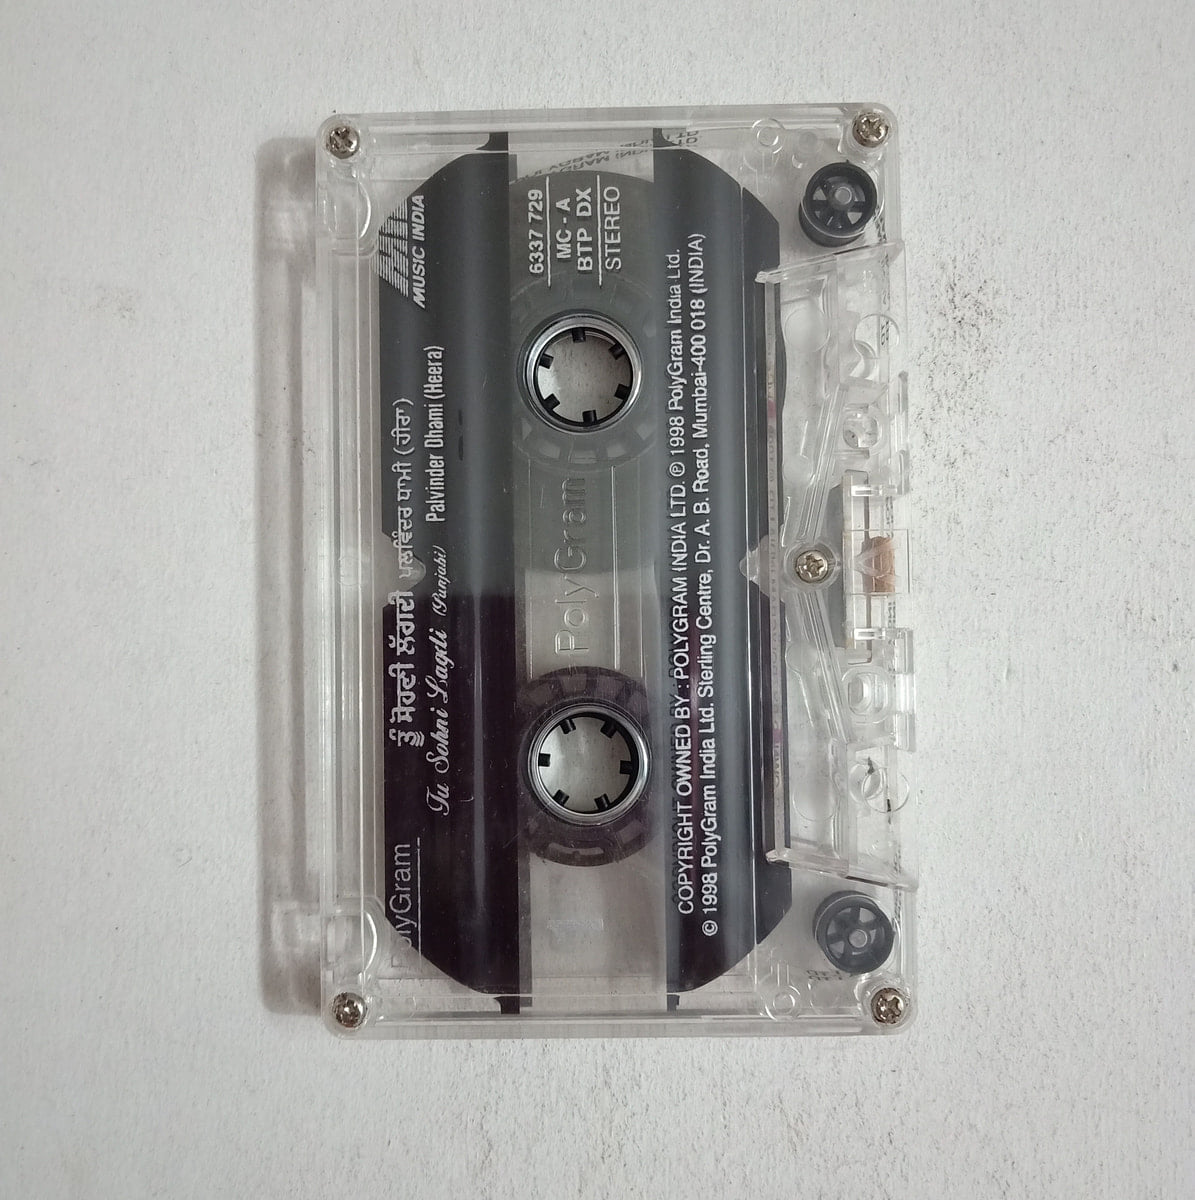 PolyGram
ਤੂੰ ਸੋਹਣੀ ਲੱਗਦੀ ਪਲਵਿੰਦਰ ਧਾਮੀ (ਹੀਰਾ)
Tu Sohni Lagdi (Punjabi) Palvinder Dhami (Heera)
MUSIC INDIA
6337 729
MC - A
BTP DX
STEREO
PolyGram
COPYRIGHT OWNED BY : POLYGRAM INDIA LTD. ℗ 1998 PolyGram India Ltd.
© 1998 PolyGram India Ltd. Sterling Centre, Dr. A. B. Road, Mumbai-400 018 (INDIA)